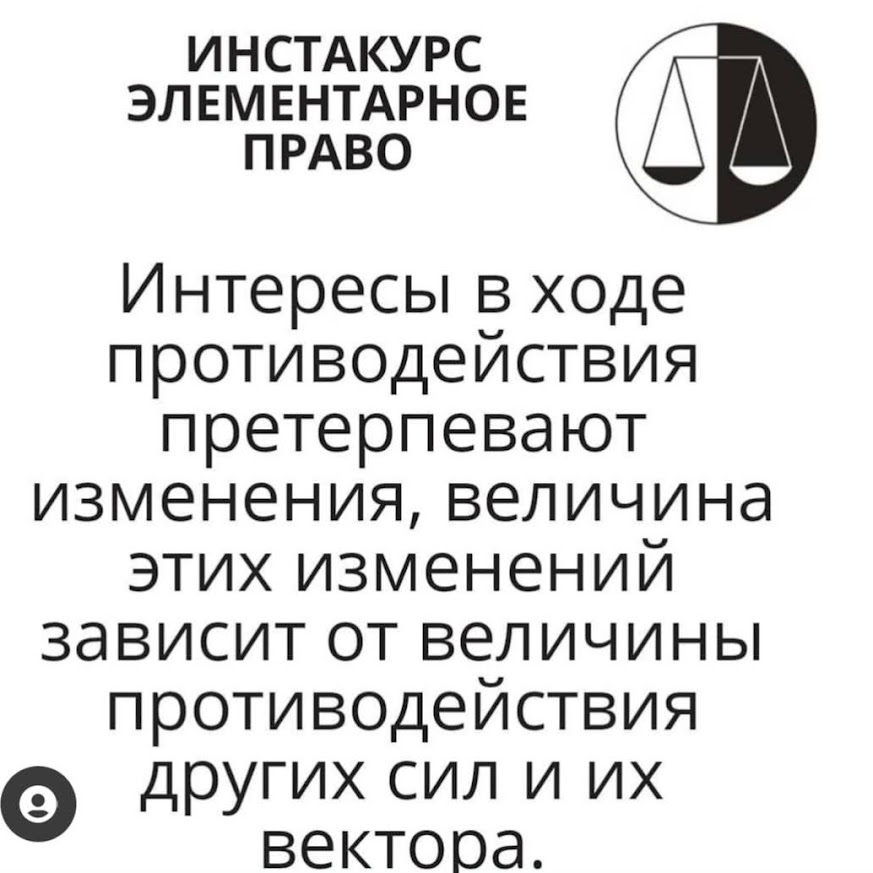 ИНСТАКУРС
ЭЛЕМЕНТАРНОЕ
ПРАВО
Интересы в ходе
противодействия
претерпевают
изменения, величина
этих изменений
зависит от величины
противодействия
других сил и их
вектора.